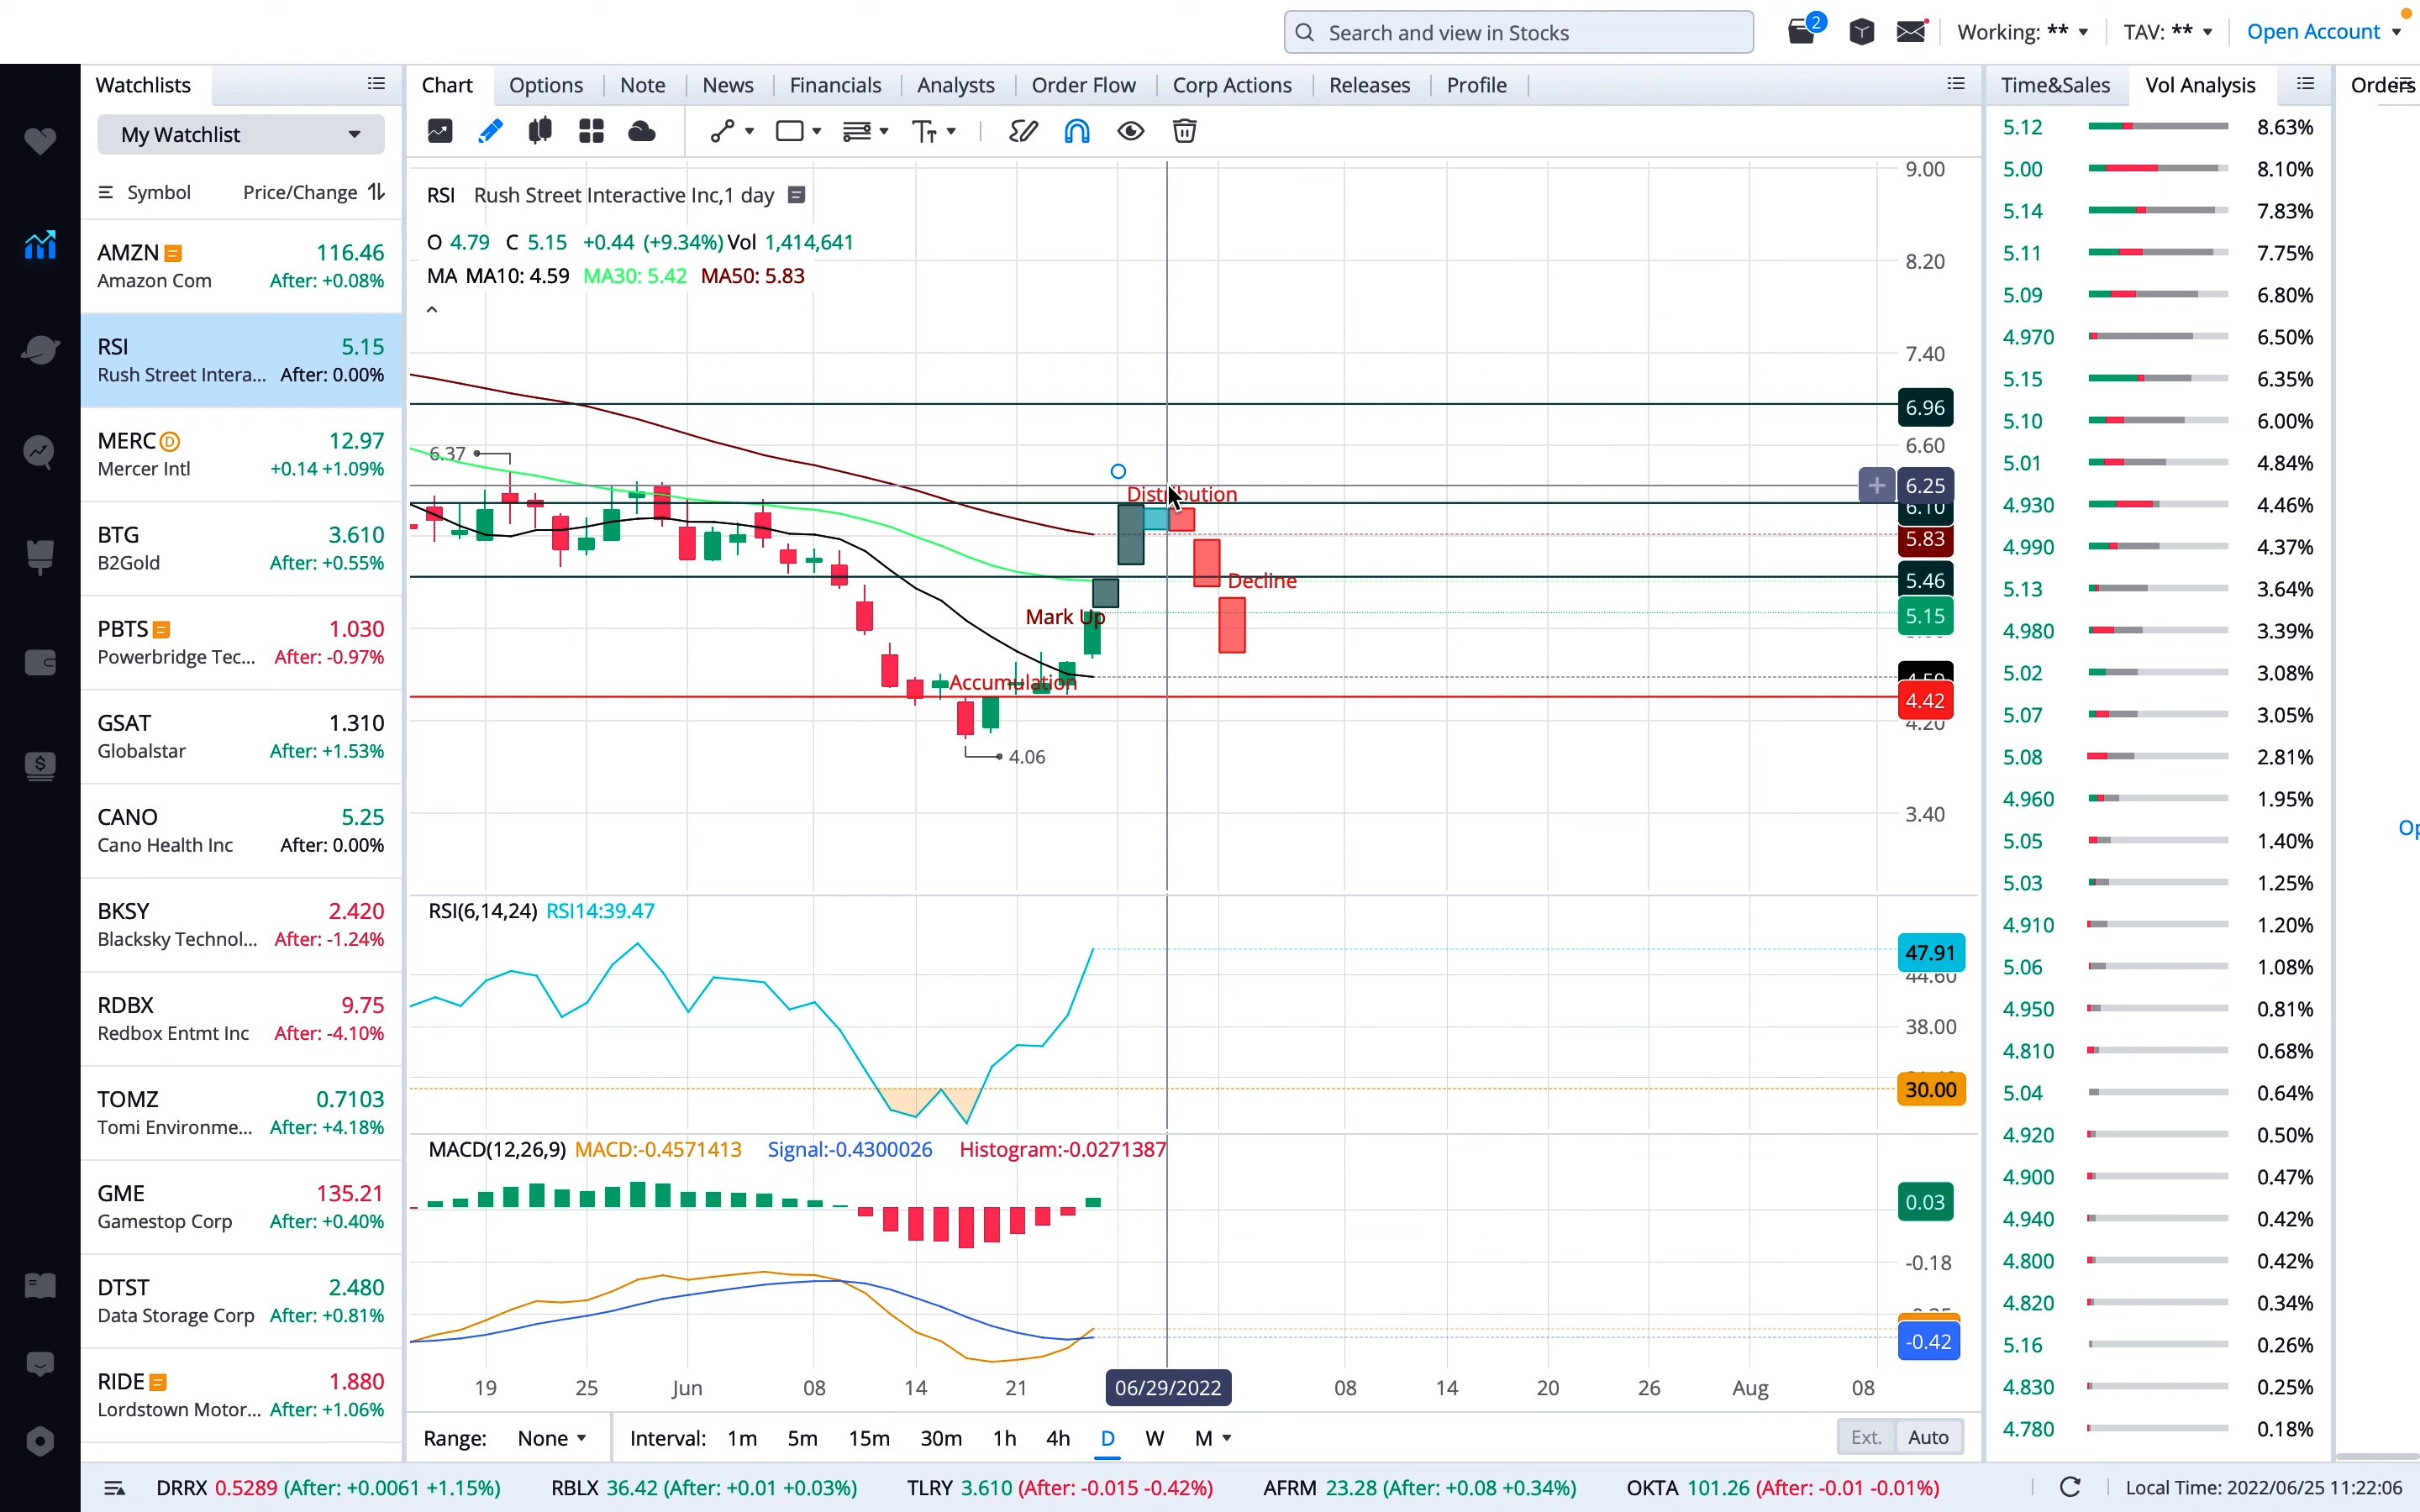 Search and view in Stocks
2
Working: **
TAV: **
Open Account
Watchlists
Chart
Options
Note
News
Financials
Analysts
Order Flow
Corp Actions
Releases
Profile
Time&Sales
Vol Analysis
Orders
My Watchlist
Symbol
Price/Change
AMZN 116.46
Amazon Com After: +0.08%
RSI 5.15
Rush Street Intera... After: 0.00%
MERC D 12.97
Mercer Intl +0.14 +1.09%
BTG 3.610
B2Gold After: +0.55%
PBTS 1.030
Powerbridge Tec... After: -0.97%
GSAT 1.310
Globalstar After: +1.53%
CANO 5.25
Cano Health Inc After: 0.00%
BKSY 2.420
Blacksky Technol... After: -1.24%
RDBX 9.75
Redbox Entmt Inc After: -4.10%
TOMZ 0.7103
Tomi Environme... After: +4.18%
GME 135.21
Gamestop Corp After: +0.40%
DTST 2.480
Data Storage Corp After: +0.81%
RIDE 1.880
Lordstown Motor... After: +1.06%
RSI Rush Street Interactive Inc,1 day
O 4.79 C 5.15 +0.44 (+9.34%) Vol 1,414,641
MA MA10: 4.59 MA30: 5.42 MA50: 5.83
6.37
Distribution
Decline
Mark Up
Accumulation
4.06
9.00
8.20
7.40
6.96
6.60
6.25
6.10
5.83
5.46
5.15
4.59
4.42
4.20
3.40
RSI(6,14,24) RSI14:39.47
47.91
44.60
38.00
30.00
MACD(12,26,9) MACD:-0.4571413 Signal:-0.4300026 Histogram:-0.0271387
0.03
-0.18
-0.42
19
25
Jun
08
14
21
06/29/2022
08
14
20
26
Aug
08
Range: None
Interval: 1m 5m 15m 30m 1h 4h D W M
Ext. Auto
5.12 8.63%
5.00 8.10%
5.14 7.83%
5.11 7.75%
5.09 6.80%
4.970 6.50%
5.15 6.35%
5.10 6.00%
5.01 4.84%
4.930 4.46%
4.990 4.37%
5.13 3.64%
4.980 3.39%
5.02 3.08%
5.07 3.05%
5.08 2.81%
4.960 1.95%
5.05 1.40%
5.03 1.25%
4.910 1.20%
5.06 1.08%
4.950 0.81%
4.810 0.68%
5.04 0.64%
4.920 0.50%
4.900 0.47%
4.940 0.42%
4.800 0.42%
4.820 0.34%
5.16 0.26%
4.830 0.25%
4.780 0.18%
Op
DRRX 0.5289 (After: +0.0061 +1.15%)
RBLX 36.42 (After: +0.01 +0.03%)
TLRY 3.610 (After: -0.015 -0.42%)
AFRM 23.28 (After: +0.08 +0.34%)
OKTA 101.26 (After: -0.01 -0.01%)
Local Time: 2022/06/25 11:22:06